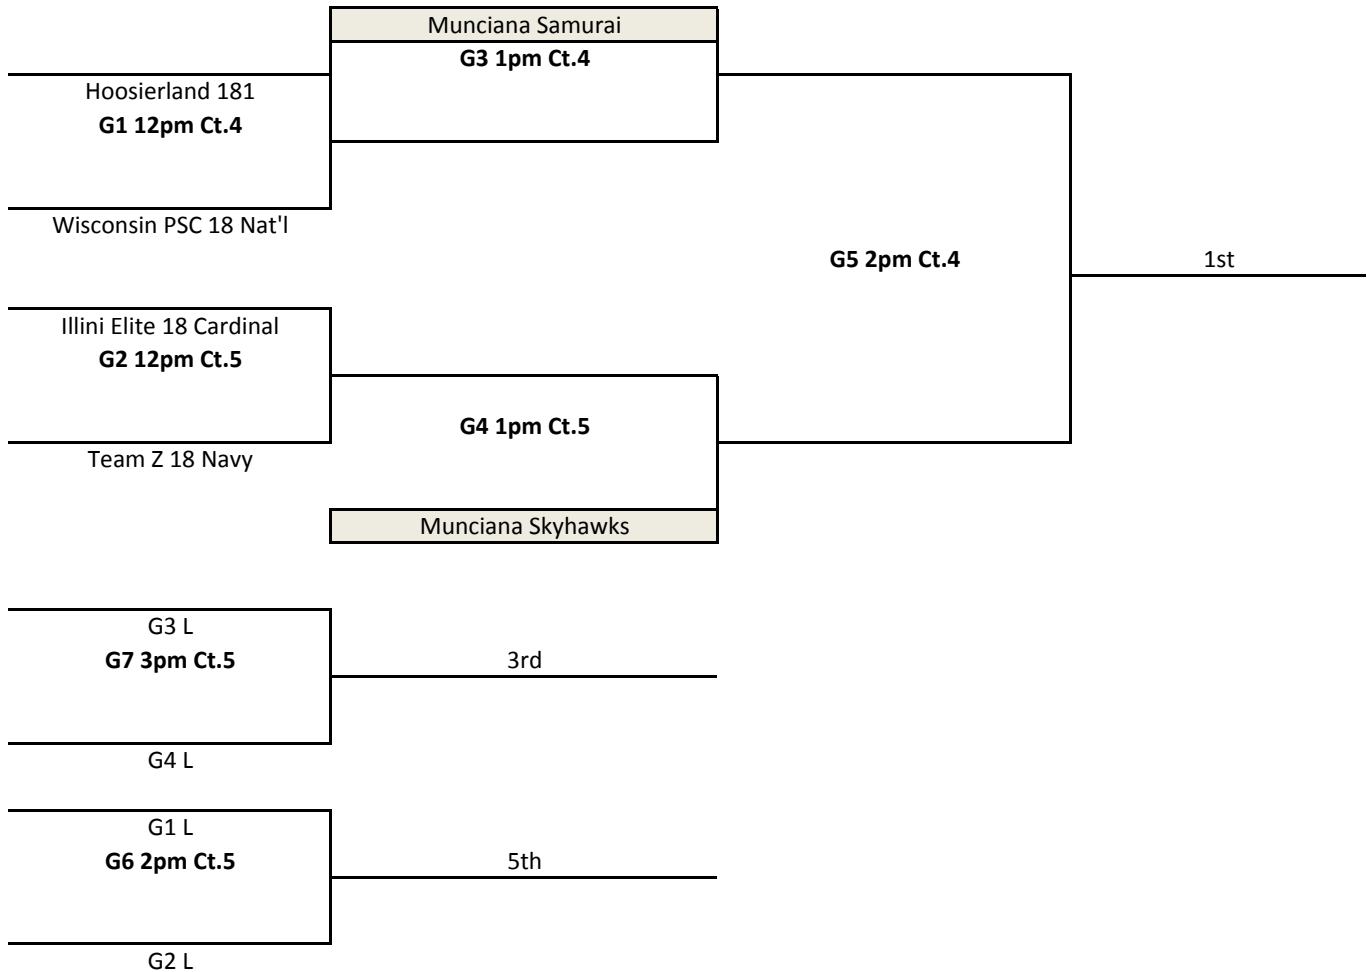 Munciana Samurai
G3 1pm Ct.4
Hoosierland 181
G1 12pm Ct.4
Wisconsin PSC 18 Nat'l
G5 2pm Ct.4
1st
Illini Elite 18 Cardinal
G2 12pm Ct.5
G4 1pm Ct.5
Team Z 18 Navy
Munciana Skyhawks
G3 L
G7 3pm Ct.5
3rd
G4 L
G1 L
G6 2pm Ct.5
5th
G2 L